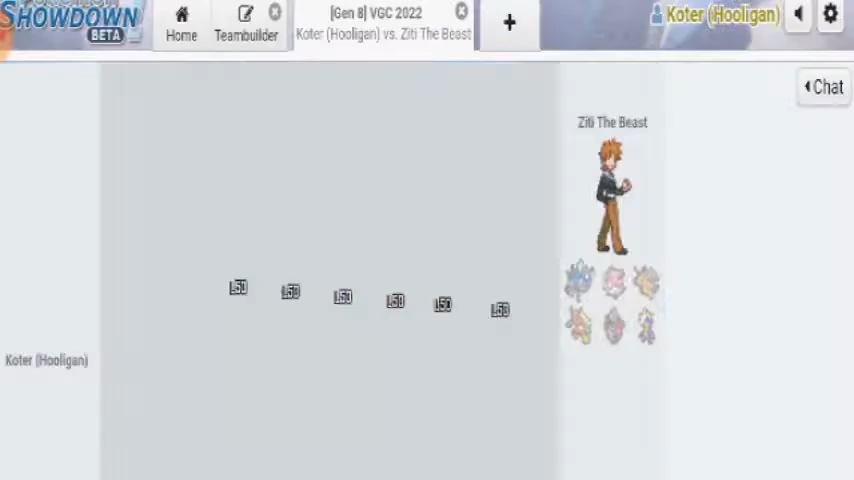 SHOWDOWN
BETA
Home
Teambuilder
[Gen 8] VGC 2022
Koter (Hooligan) vs. Ziti The Beast
+
Koter (Hooligan)
Chat
Ziti The Beast
L50
L50
L50
L50
L50
L50
Koter (Hooligan)